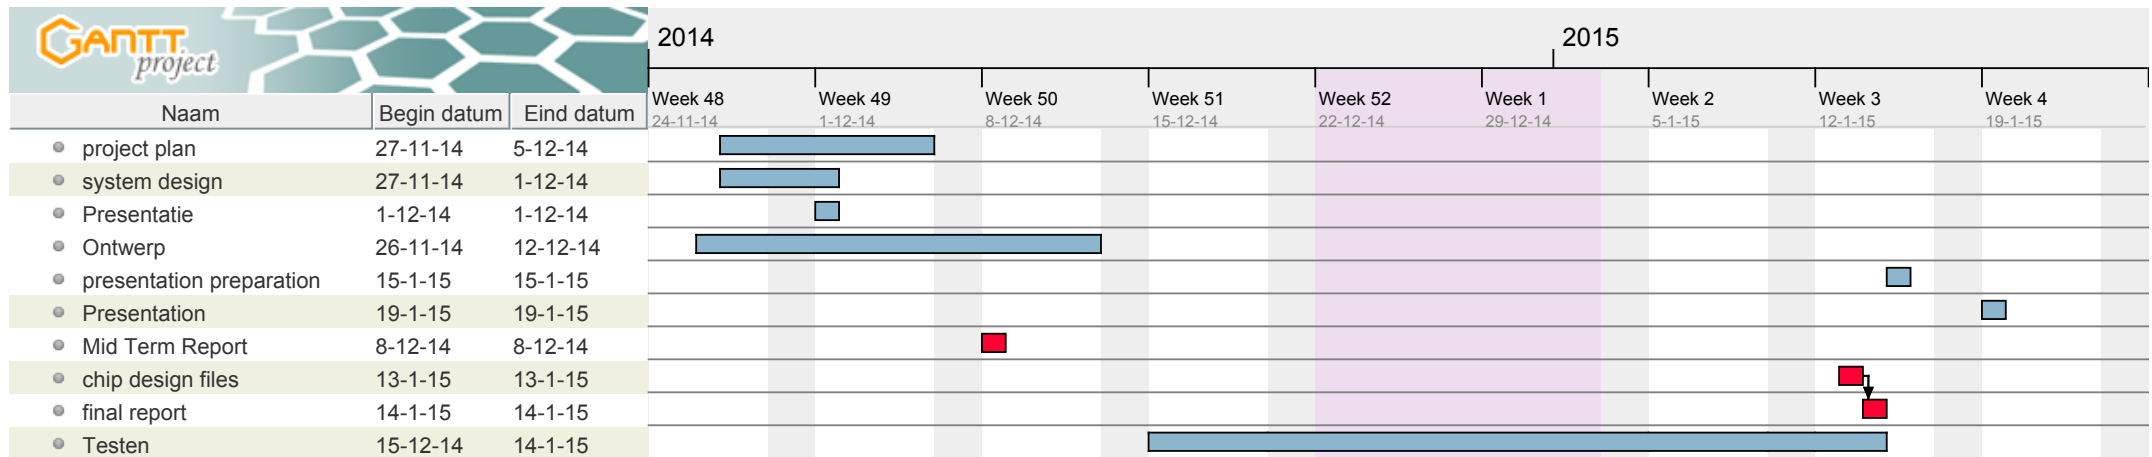 GANTT
project
2014 2015
Naam Begin datum Eind datum
Week 48 Week 49 Week 50 Week 51 Week 52 Week 1 Week 2 Week 3 Week 4
24-11-14 1-12-14 8-12-14 15-12-14 22-12-14 29-12-14 5-1-15 12-1-15 19-1-15
project plan 27-11-14 5-12-14
system design 27-11-14 1-12-14
Presentatie 1-12-14 1-12-14
Ontwerp 26-11-14 12-12-14
presentation preparation 15-1-15 15-1-15
Presentation 19-1-15 19-1-15
Mid Term Report 8-12-14 8-12-14
chip design files 13-1-15 13-1-15
final report 14-1-15 14-1-15
Testen 15-12-14 14-1-15